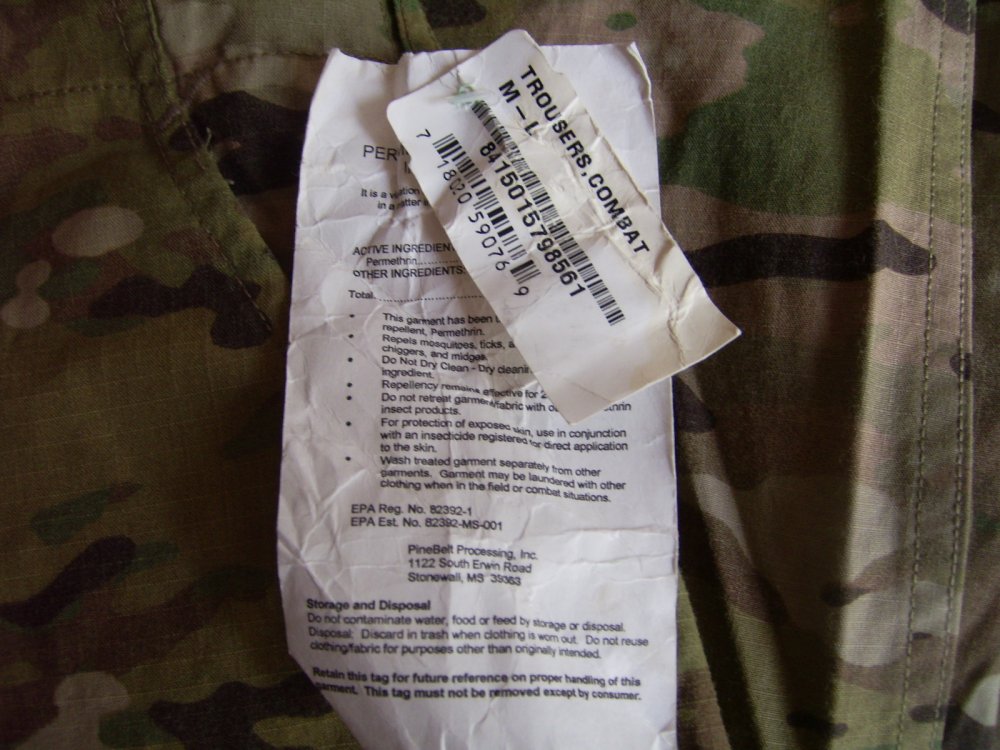 TROUSERS, COMBAT
M-L
8415015798561
7 18020 59076 9
PER
It is a
in a
ACTIVE INGREDIEN
Permethrin......
OTHER INGREDIENTS:
Total..............................
• This garment has been
repellent, Permethrin.
• Repels mosquitoes, ticks,
chiggers, and midges.
• Do Not Dry Clean - Dry cleani
ingredient.
• Repellency remains effective for 2
• Do not retreat garment/fabric with
insect products.
• For protection of exposed skin, use in conjunction
with an insecticide registered for direct application
to the skin.
• Wash treated garment separately from other
garments. Garment may be laundered with other
clothing when in the field or combat situations.
EPA Reg. No. 82392-1
EPA Est. No. 82392-MS-001
PineBelt Processing, Inc.
1122 South Erwin Road
Stonewall, MS 39363
Storage and Disposal
Do not contaminate water, food or feed by storage or disposal.
Disposal: Discard in trash when clothing is worn out. Do not reuse
clothing/fabric for purposes other than originally intended.
Retain this tag for future reference on proper handling of this
garment. This tag must not be removed except by consumer.